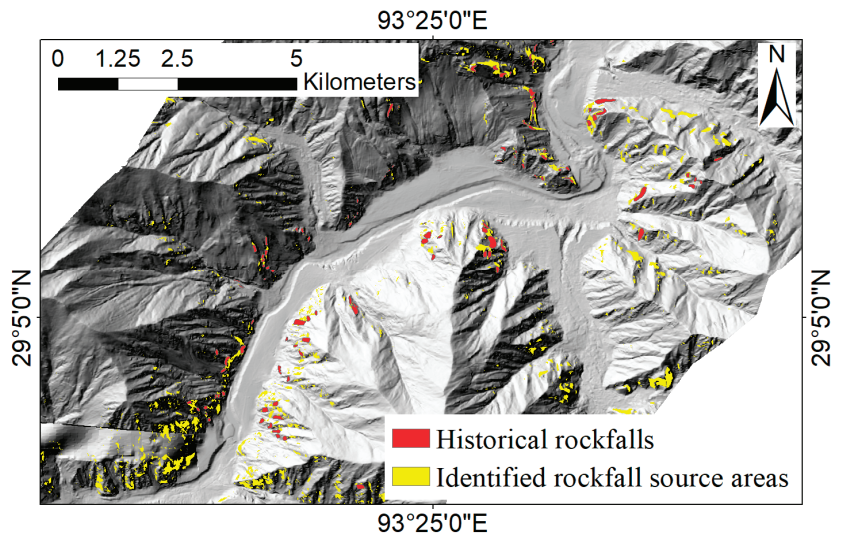 93°25'0"E
0 1.25 2.5 5
Kilometers
N
29°5'0"N
29°5'0"N
Historical rockfalls
Identified rockfall source areas
93°25'0"E